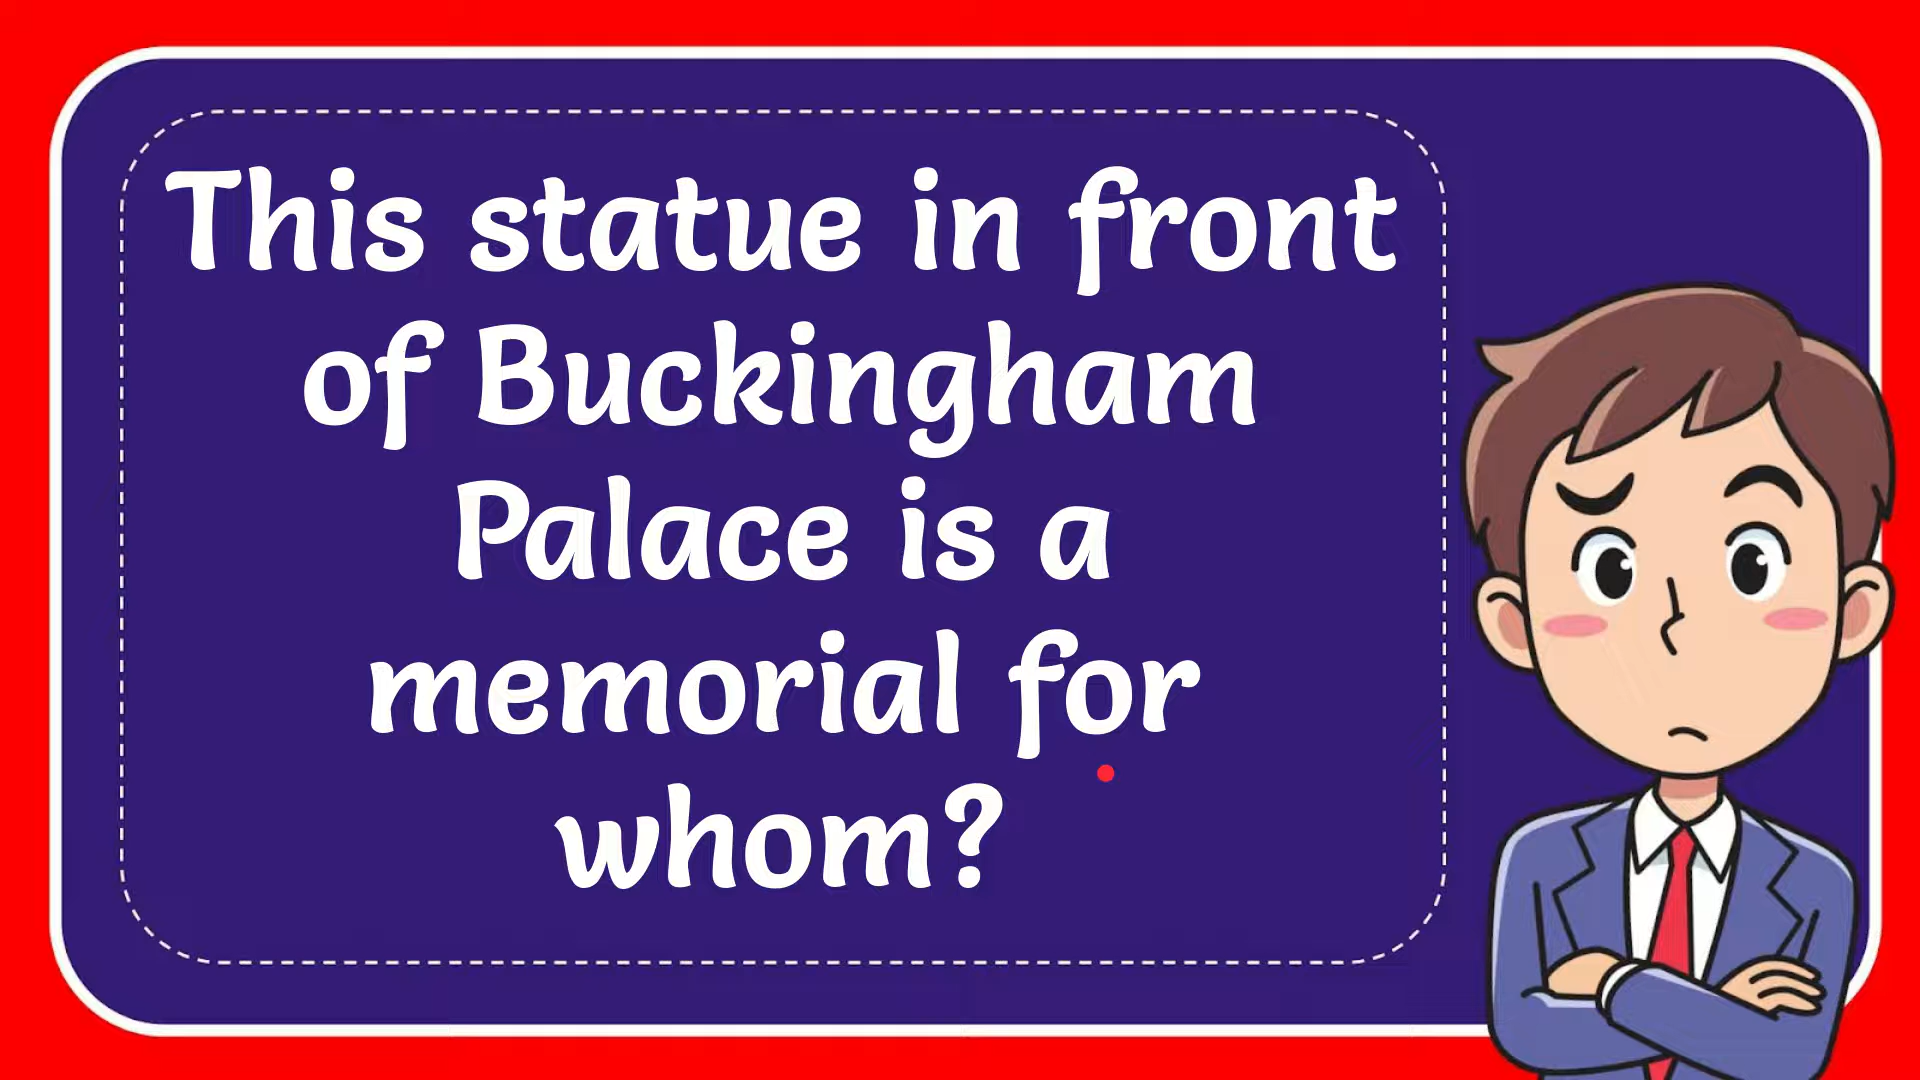 This statue in front
of Buckingham
Palace is a
memorial for
whom?